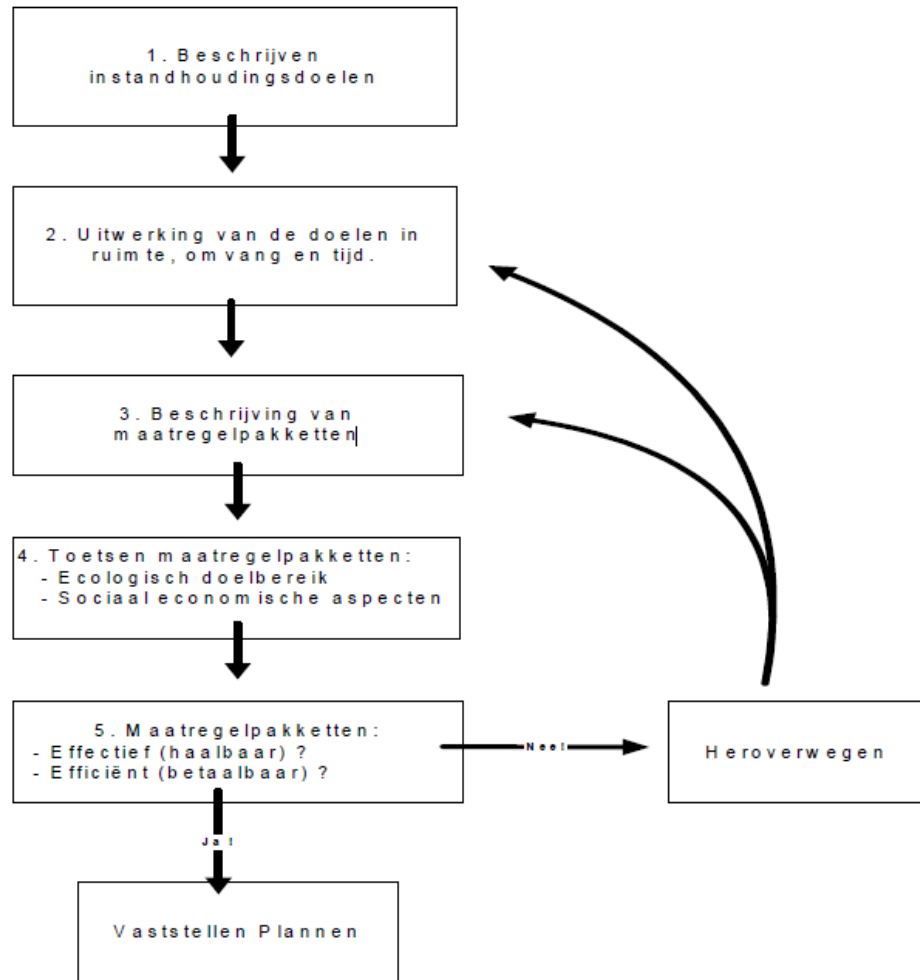 1. Beschrijven
instandhoudingsdoelen
2. Uitwerking van de doelen in
ruimte, omvang en tijd.
3. Beschrijving van
maatregelpakketten
4. Toetsen maatregelpakketten:
- Ecologisch doelbereik
- Sociaal economische aspecten
5. Maatregelpakketten:
- Effectief (haalbaar) ?
- Efficiënt (betaalbaar) ?
Nee!
Heroverwegen
Ja!
Vaststellen Plannen